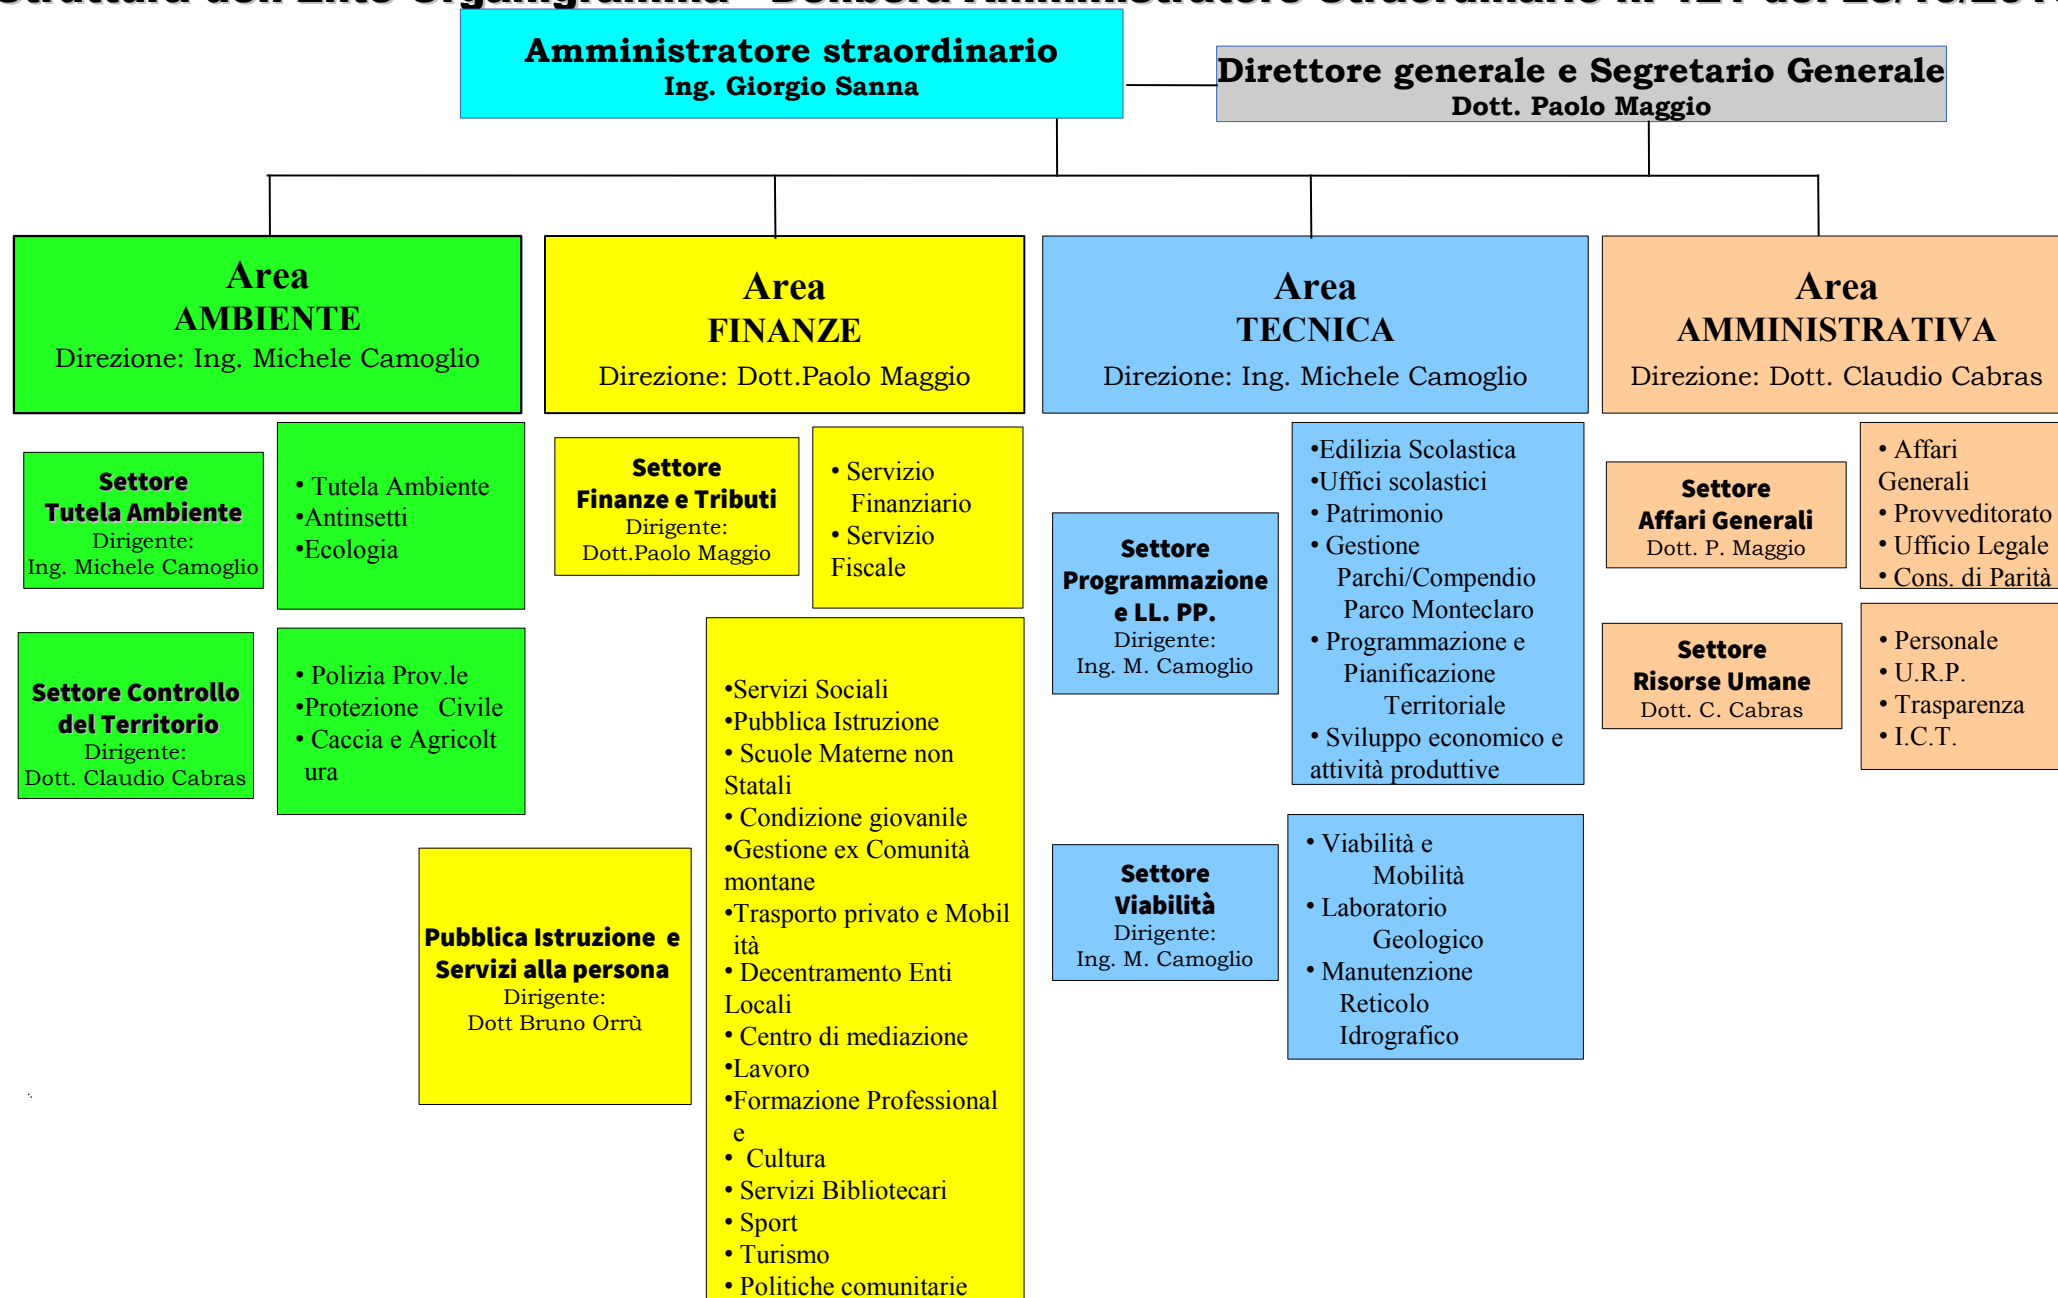 Amministratore straordinario
Ing. Giorgio Sanna
Direttore generale e Segretario Generale
Dott. Paolo Maggio
Area
AMBIENTE
Direzione: Ing. Michele Camoglio
Area
FINANZE
Direzione: Dott.Paolo Maggio
Area
TECNICA
Direzione: Ing. Michele Camoglio
Area
AMMINISTRATIVA
Direzione: Dott. Claudio Cabras
Settore
Tutela Ambiente
Dirigente:
Ing. Michele Camoglio
• Tutela Ambiente
•Antinsetti
•Ecologia
Settore Controllo
del Territorio
Dirigente:
Dott. Claudio Cabras
• Polizia Prov.le
•Protezione Civile
• Caccia e Agricolt
ura
Settore
Finanze e Tributi
Dirigente:
Dott.Paolo Maggio
• Servizio
Finanziario
• Servizio
Fiscale
Pubblica Istruzione e
Servizi alla persona
Dirigente:
Dott Bruno Orrù
•Servizi Sociali
•Pubblica Istruzione
• Scuole Materne non
Statali
• Condizione giovanile
•Gestione ex Comunità
montane
•Trasporto privato e Mobil
ità
• Decentramento Enti
Locali
• Centro di mediazione
•Lavoro
•Formazione Professional
e
• Cultura
• Servizi Bibliotecari
• Sport
• Turismo
• Politiche comunitarie
Settore
Programmazione
e LL. PP.
Dirigente:
Ing. M. Camoglio
•Edilizia Scolastica
•Uffici scolastici
• Patrimonio
• Gestione
Parchi/Compendio
Parco Monteclaro
• Programmazione e
Pianificazione
Territoriale
• Sviluppo economico e
attività produttive
Settore
Viabilità
Dirigente:
Ing. M. Camoglio
• Viabilità e
Mobilità
• Laboratorio
Geologico
• Manutenzione
Reticolo
Idrografico
Settore
Affari Generali
Dott. P. Maggio
• Affari
Generali
• Provveditorato
• Ufficio Legale
• Cons. di Parità
Settore
Risorse Umane
Dott. C. Cabras
• Personale
• U.R.P.
• Trasparenza
• I.C.T.